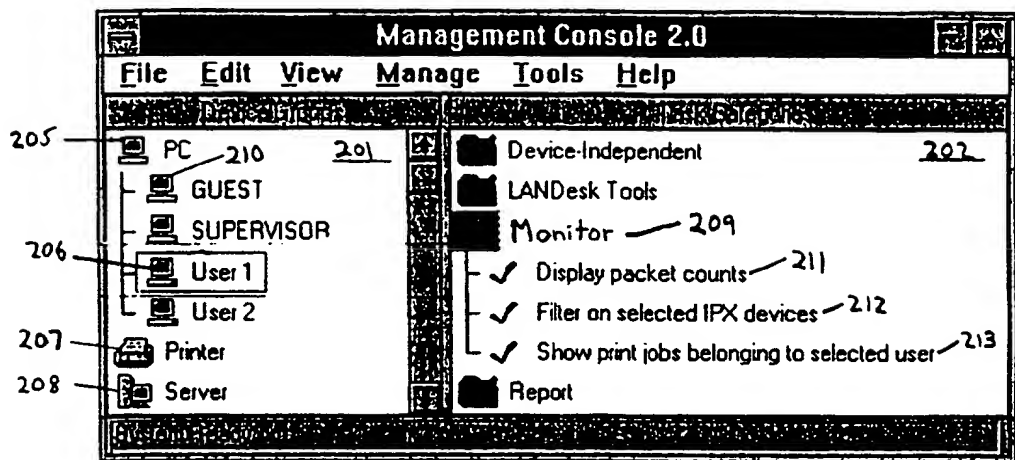 Management Console 2.0
File Edit View Manage Tools Help
205 PC 210 201
GUEST
SUPERVISOR
206 User 1
User 2
207 Printer
208 Server
Device-Independent 202
LANDesk Tools
Monitor 209
Display packet counts 211
Filter on selected IPX devices 212
Show print jobs belonging to selected user 213
Report